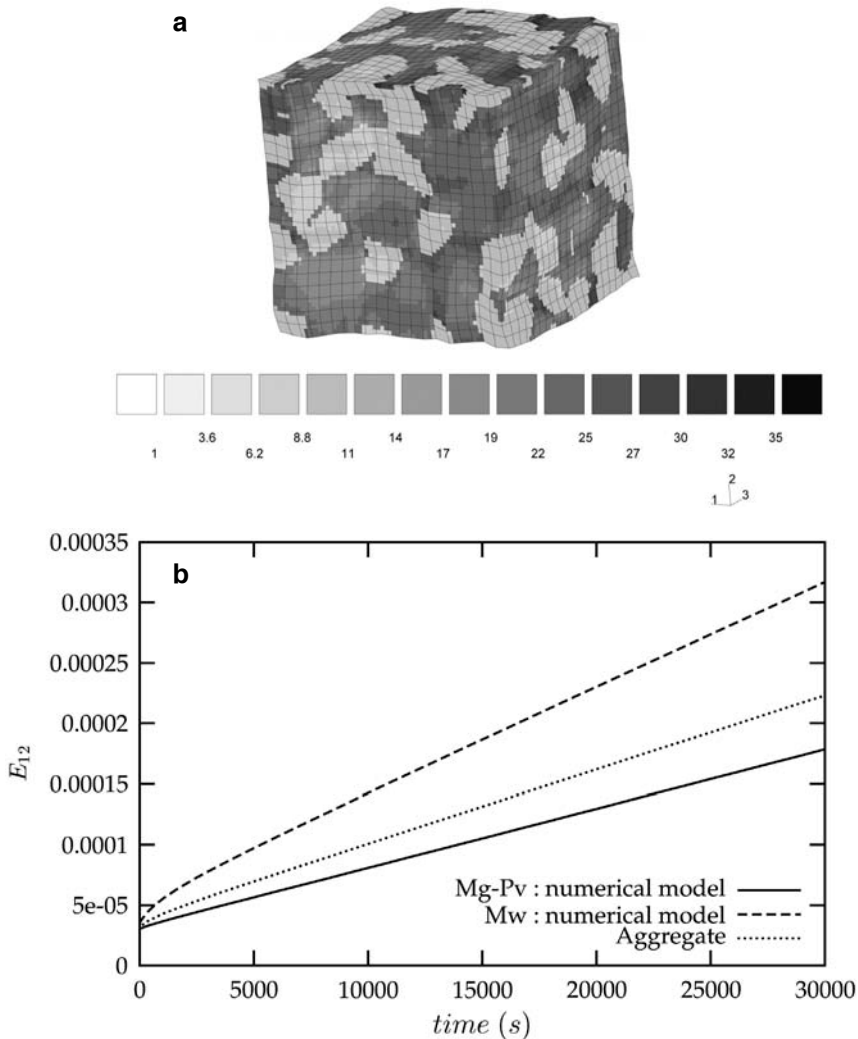 a
3.6 8.8 14 19 25 30 35
1 6.2 11 17 22 27 32
2
1 3
b
0.00035
0.0003
0.00025
0.0002
0.00015
0.0001
5e-05
0
E12
Mg-Pv : numerical model
Mw : numerical model
Aggregate
0 5000 10000 15000 20000 25000 30000
time (s)